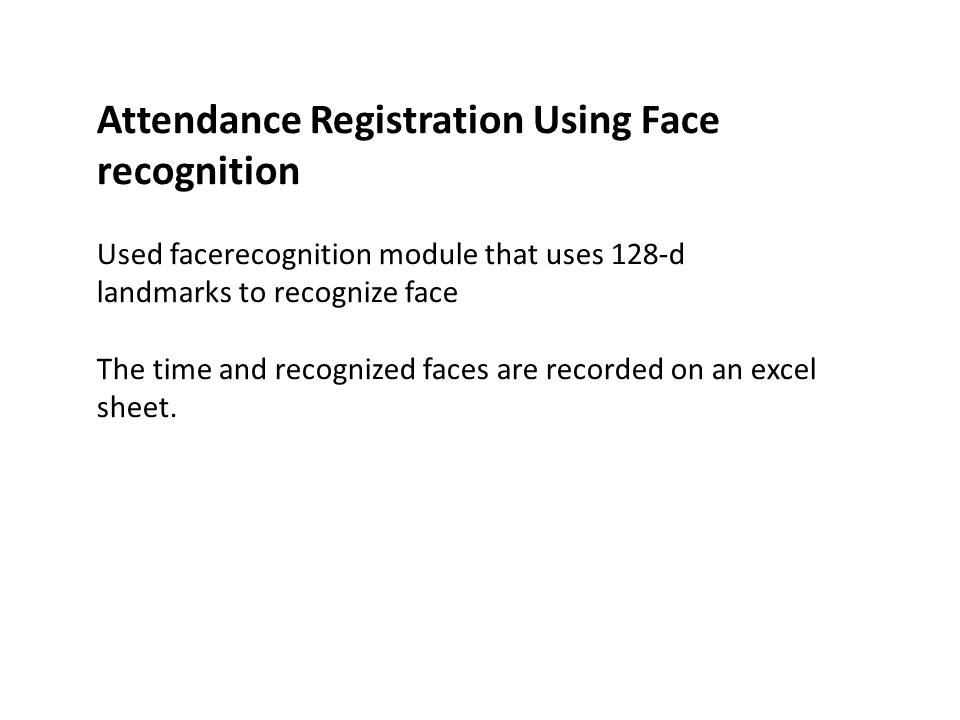 Attendance Registration Using Face
recognition
Used facerecognition module that uses 128-d
landmarks to recognize face
The time and recognized faces are recorded on an excel
sheet.